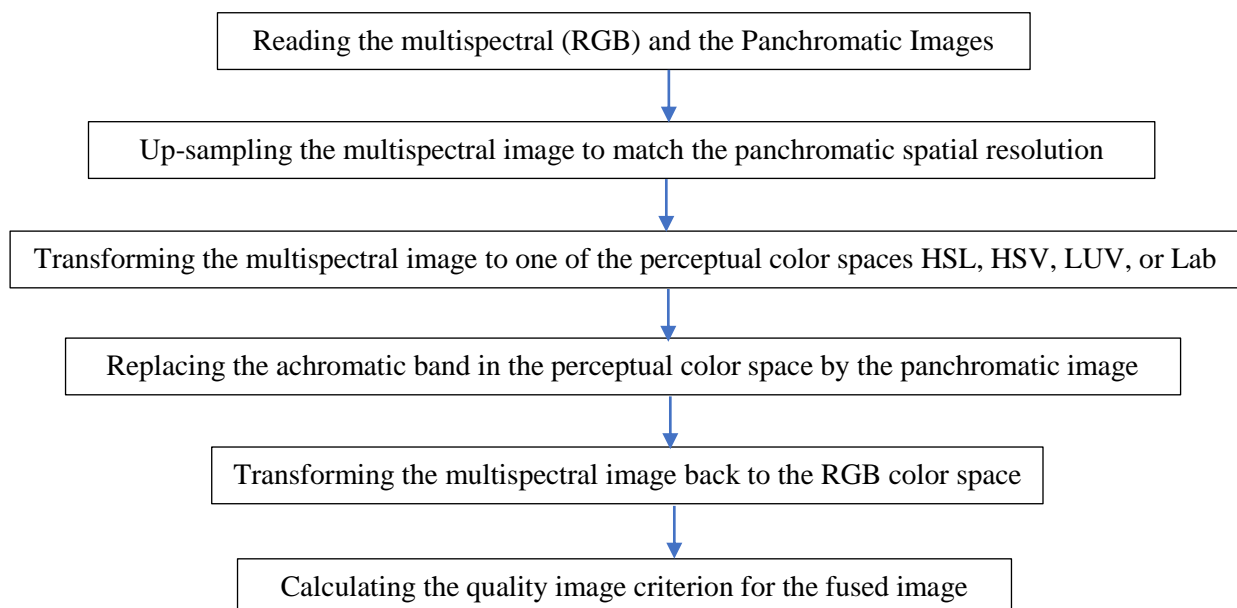 Reading the multispectral (RGB) and the Panchromatic Images
Up-sampling the multispectral image to match the panchromatic spatial resolution
Transforming the multispectral image to one of the perceptual color spaces HSL, HSV, LUV, or Lab
Replacing the achromatic band in the perceptual color space by the panchromatic image
Transforming the multispectral image back to the RGB color space
Calculating the quality image criterion for the fused image